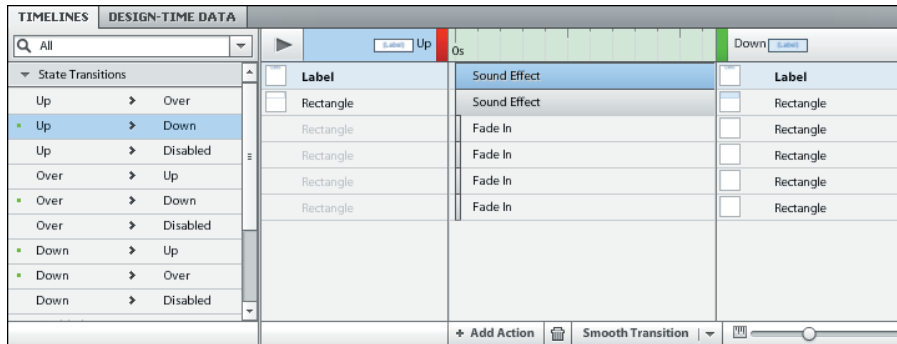 TIMELINES DESIGN-TIME DATA
All
State Transitions
Up Over
Up Down
Up Disabled
Over Up
Over Down
Over Disabled
Down Up
Down Over
Down Disabled
(Label) Up
Label
Rectangle
Rectangle
Rectangle
Rectangle
Rectangle
0s
Sound Effect
Sound Effect
Fade In
Fade In
Fade In
Fade In
Down (Label)
Label
Rectangle
Rectangle
Rectangle
Rectangle
Rectangle
+ Add Action Smooth Transition